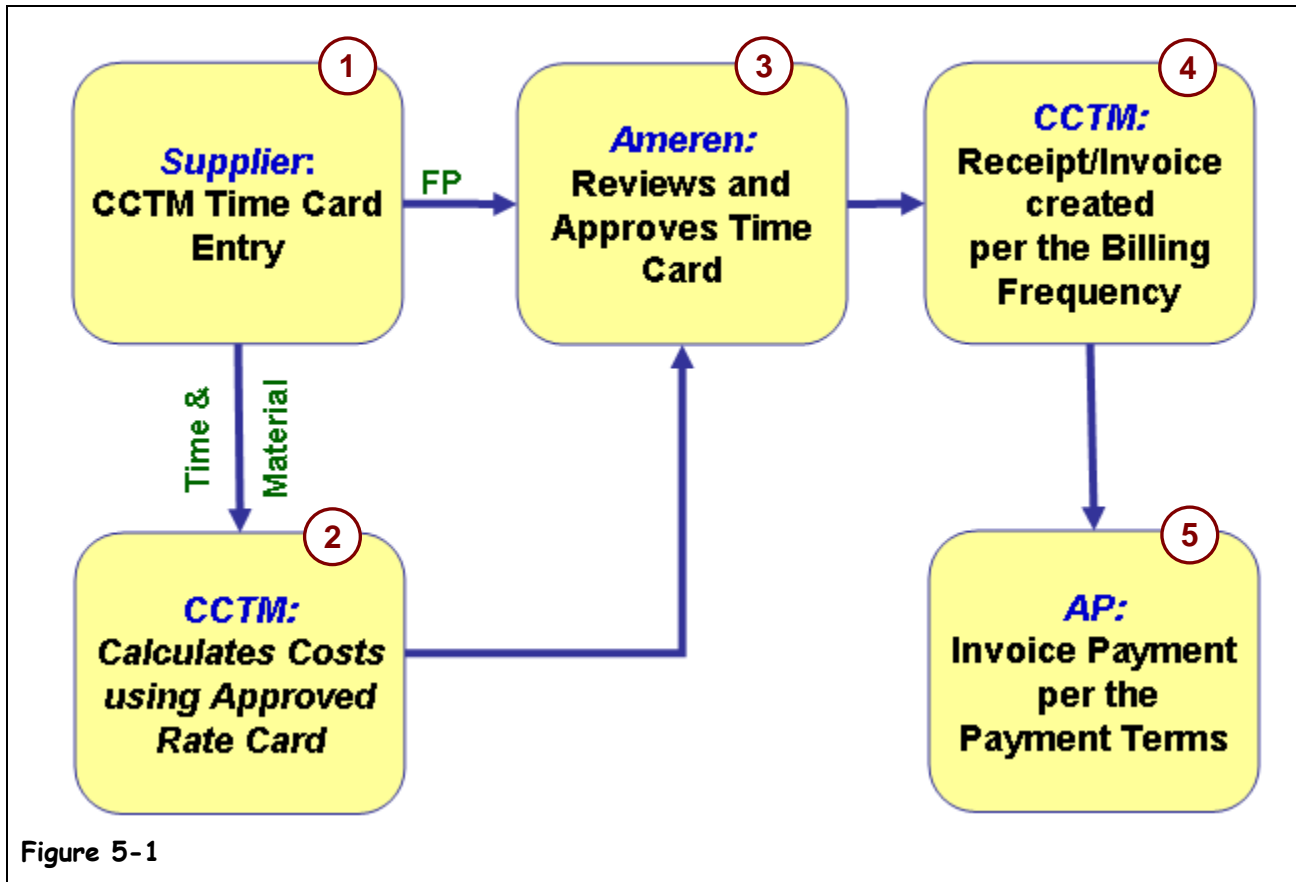 1
Supplier:
CCTM Time Card
Entry
FP
Time &
Material
2
CCTM:
Calculates Costs
using Approved
Rate Card
3
Ameren:
Reviews and
Approves Time
Card
4
CCTM:
Receipt/Invoice
created
per the Billing
Frequency
5
AP:
Invoice Payment
per the
Payment Terms
Figure 5-1